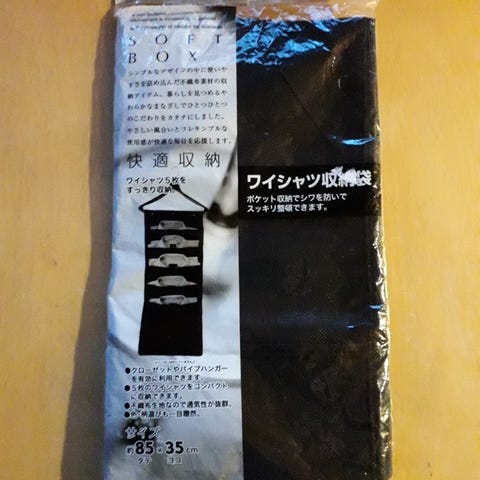 SOFT
BOX
シンプルなデザインの中に使いや
すさを詰め込んだ不織布素材の収
納アイテム。暮らしを見つめるや
わらかなまなざしでひとつひとつ
のこだわりをカタチにしました。
やさしい風合いとフレキシブルな
使用感が快適な毎日を応援します。
快適収納
ワイシャツ5枚を
すっきり収納!
ワイシャツ収納袋
ポケット収納でシワを防いで
スッキリ整頓できます。
●クローゼットやパイプハンガー
を有効に利用できます。
●5枚のワイシャツをコンパクト
に収納できます。
●不織布生地なので通気性が抜群。
●色・柄選びも一目瞭然。
サイズ
約85×35cm
タテ ヨコ